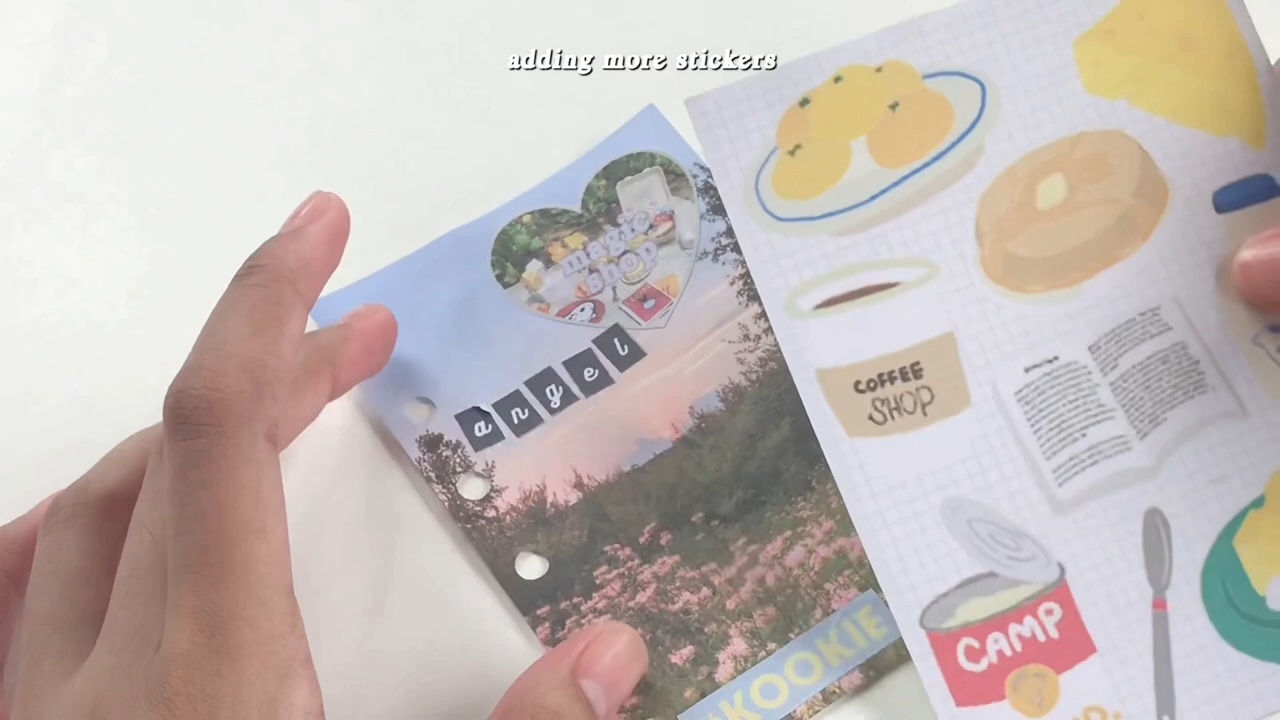 adding more stickers
magic
shop
angel
KOOKIE
COFFEE
SHOP
CAMP